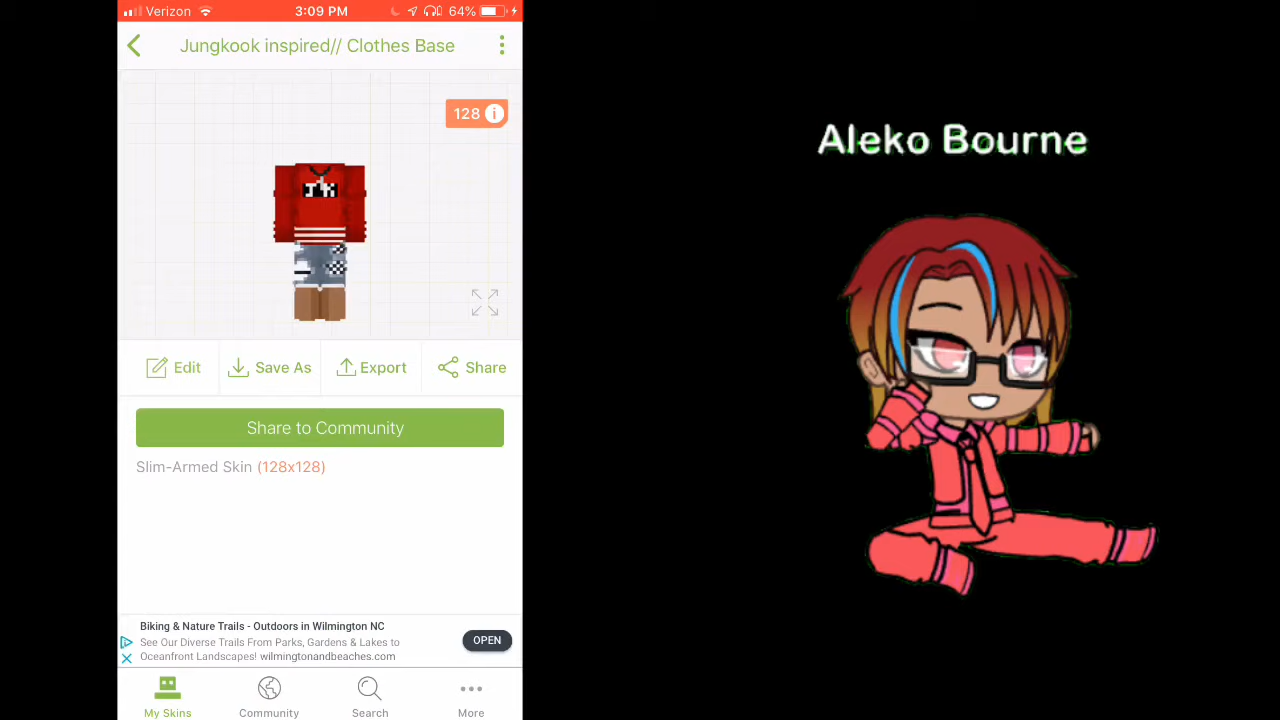 Verizon 3:09 PM 64%
Jungkook inspired// Clothes Base
128 i
JK
Edit Save As Export Share
Share to Community
Slim-Armed Skin (128x128)
Biking & Nature Trails - Outdoors in Wilmington NC
See Our Diverse Trails From Parks, Gardens & Lakes to
Oceanfront Landscapes! wilmingtonandbeaches.com
OPEN
My Skins Community Search More
Aleko Bourne